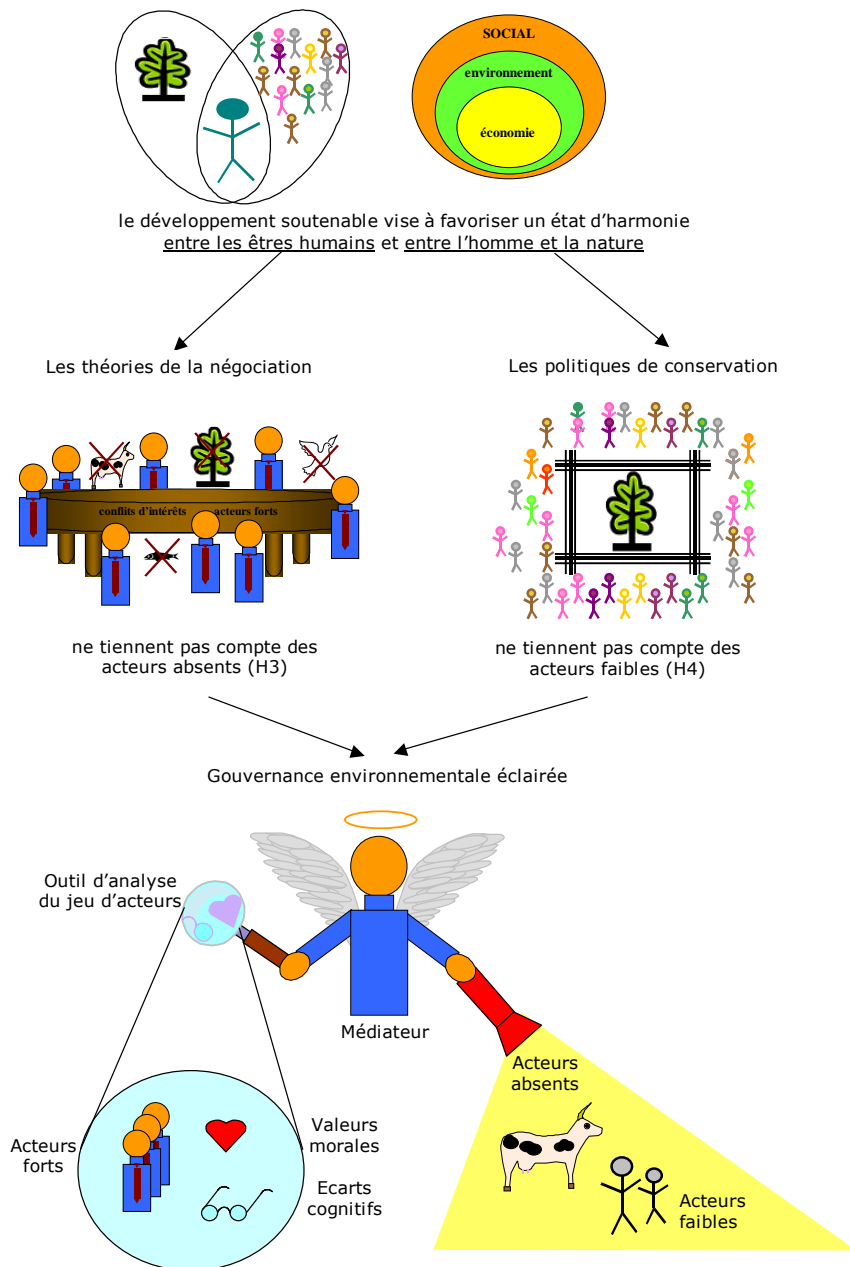 SOCIAL
environnement
économie
le développement soutenable vise à favoriser un état d’harmonie
entre les êtres humains et entre l’homme et la nature
Les théories de la négociation
Les politiques de conservation
conflits d’intérêts acteurs forts
ne tiennent pas compte des
acteurs absents (H3)
ne tiennent pas compte des
acteurs faibles (H4)
Gouvernance environnementale éclairée
Outil d’analyse
du jeu d’acteurs
Médiateur
Acteurs
absents
Acteurs
forts
Valeurs
morales
Ecarts
cognitifs
Acteurs
faibles